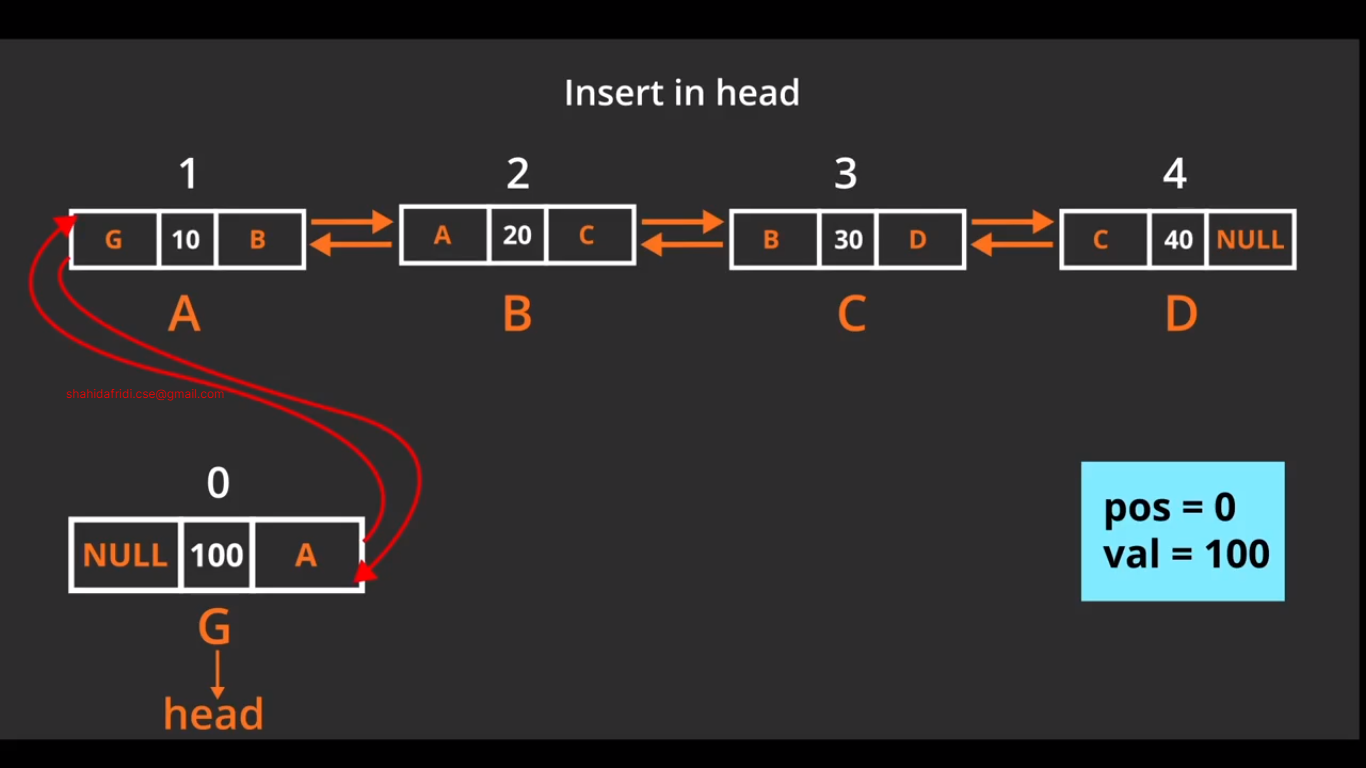 Insert in head
1 2 3 4
G 10 B A 20 C B 30 D C 40 NULL
A B C D
shahidafridi.cse@gmail.com
0
NULL 100 A
G
head
pos = 0
val = 100